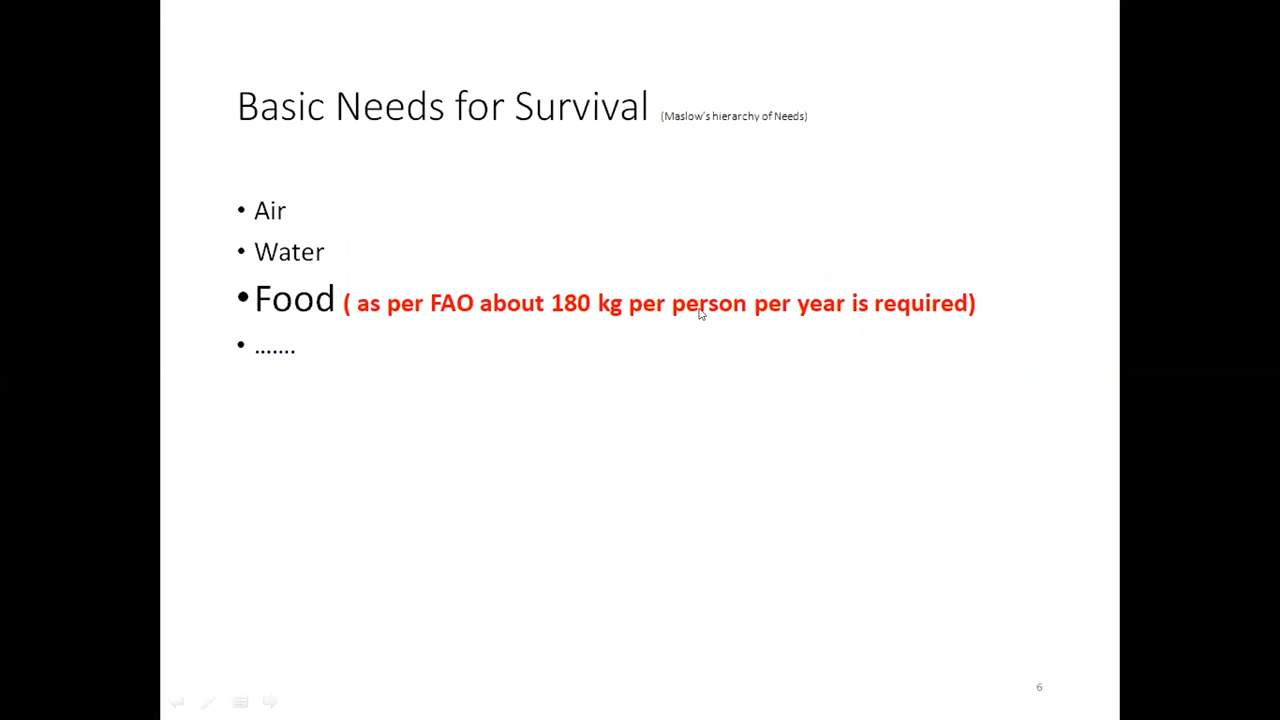 Basic Needs for Survival (Maslow's hierarchy of Needs)
• Air
• Water
• Food ( as per FAO about 180 kg per person per year is required)
• .......
6